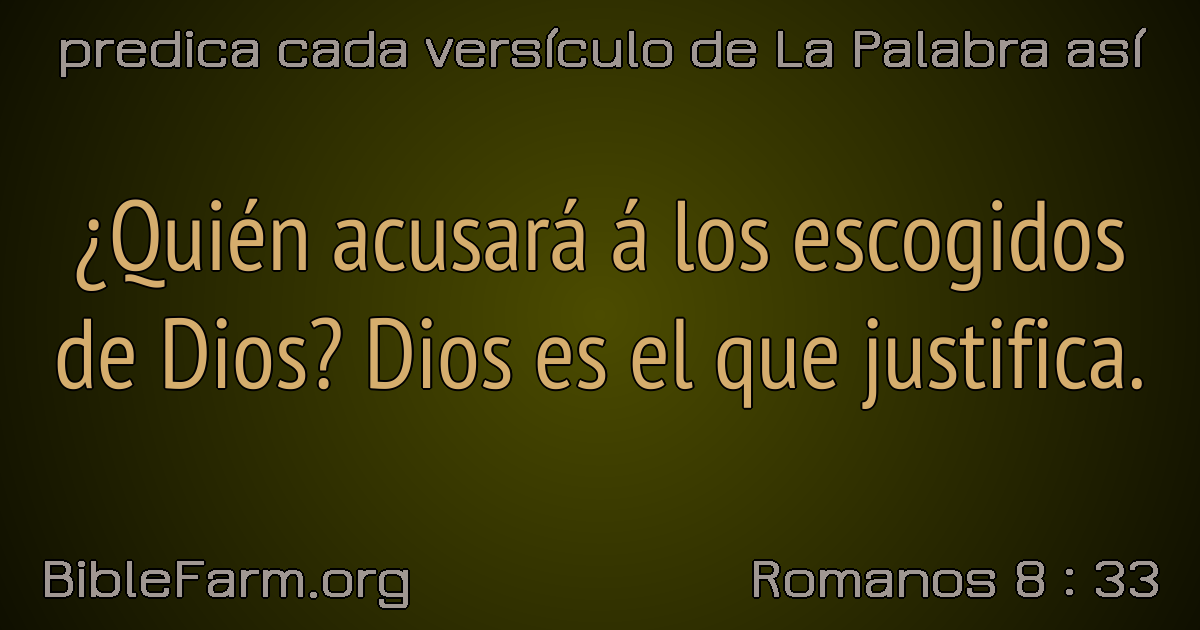 predica cada versículo de La Palabra así
¿Quién acusará á los escogidos
de Dios? Dios es el que justifica.
BibleFarm.org
Romanos 8 : 33